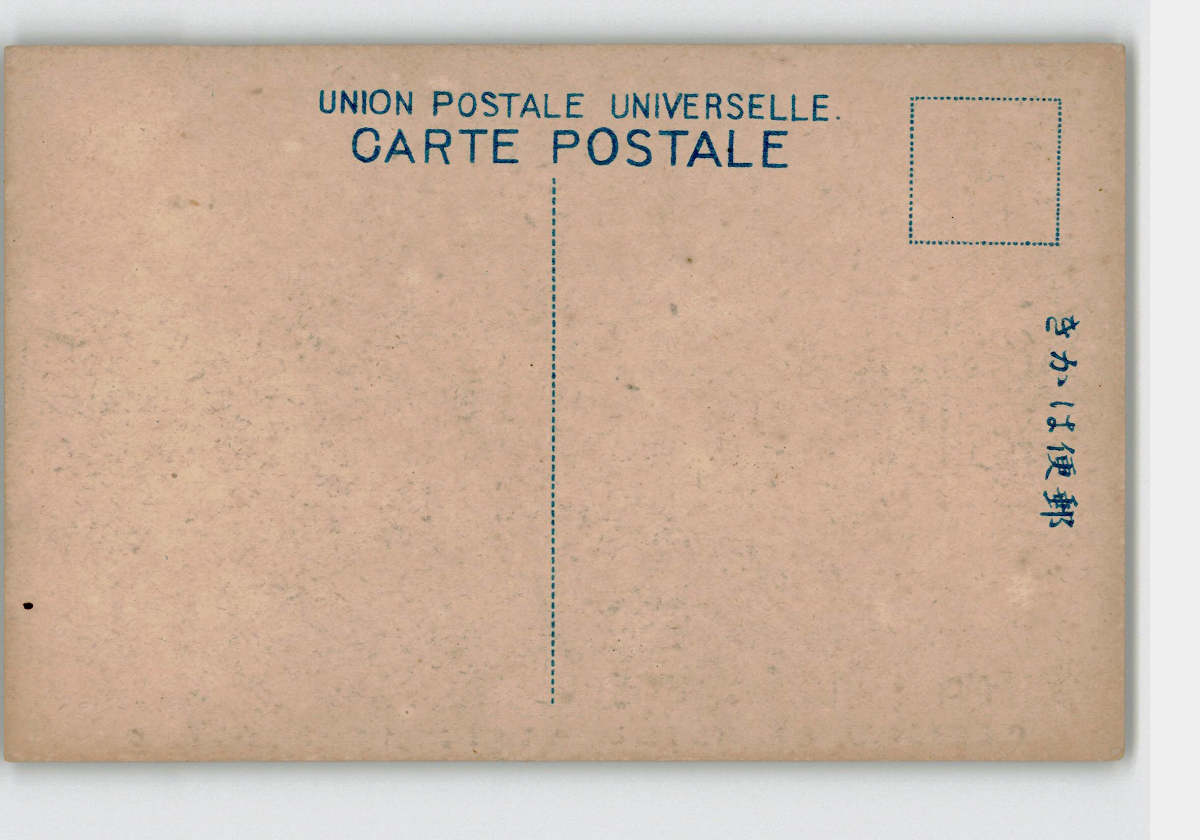 UNION POSTALE UNIVERSELLE.
CARTE POSTALE
郵便はかき